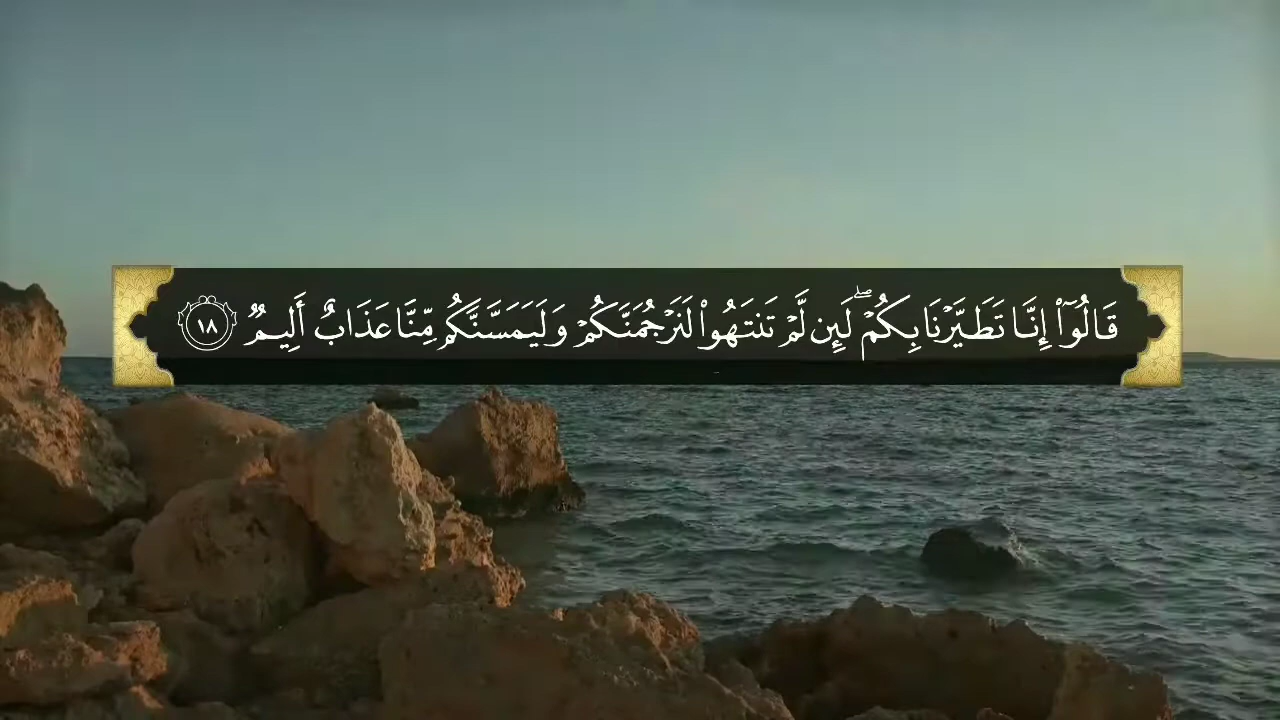 قَالُوٓا۟ إِنَّا تَطَيَّرْنَا بِكُمْ ۖ لَئِن لَّمْ تَنتَهُوا۟ لَنَرْجُمَنَّكُمْ وَلَيَمَسَّنَّكُم مِّنَّا عَذَابٌ أَلِيمٌ ١٨